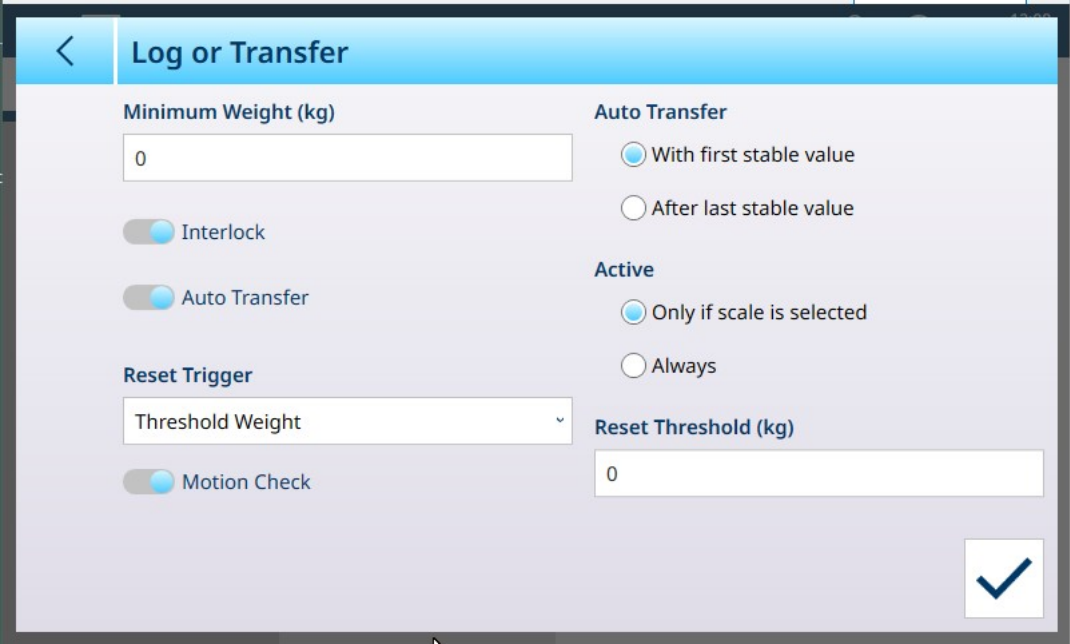 Log or Transfer
Minimum Weight (kg)
0
Interlock
Auto Transfer
Reset Trigger
Threshold Weight
Motion Check
Auto Transfer
With first stable value
After last stable value
Active
Only if scale is selected
Always
Reset Threshold (kg)
0